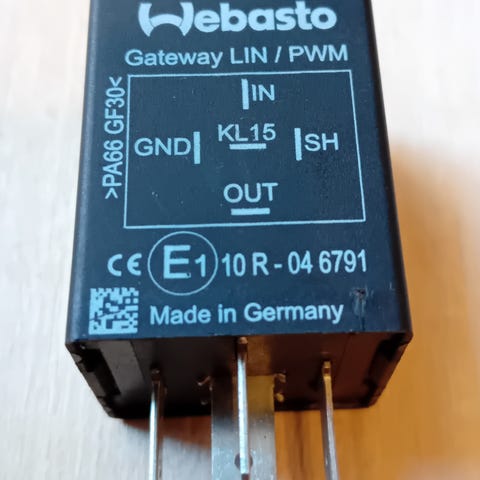 Webasto
Gateway LIN / PWM
IN
GND KL15 SH
OUT
>PA66 GF30<
CE E1 10 R - 04 6791
Made in Germany